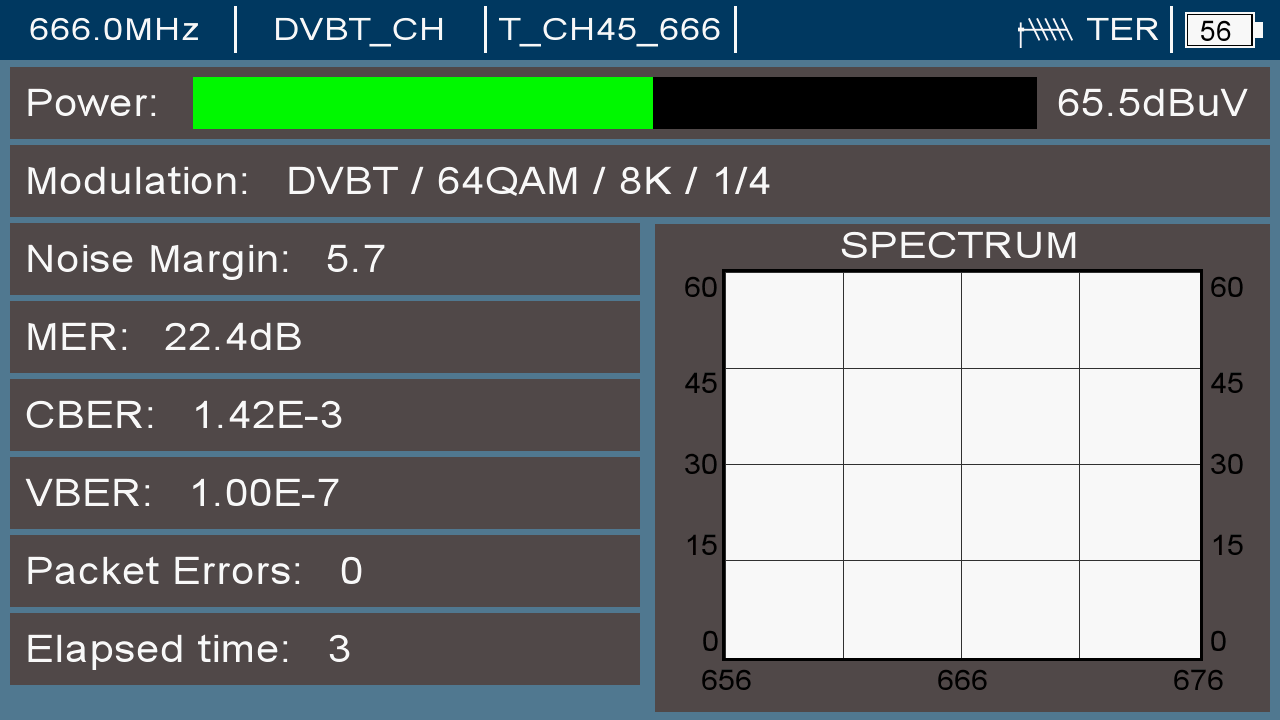 666.0MHz DVBT_CH T_CH45_666 TER 56
Power: 65.5dBuV
Modulation: DVBT / 64QAM / 8K / 1/4
Noise Margin: 5.7
MER: 22.4dB
CBER: 1.42E-3
VBER: 1.00E-7
Packet Errors: 0
Elapsed time: 3
SPECTRUM
60 60
45 45
30 30
15 15
0 0
656 666 676